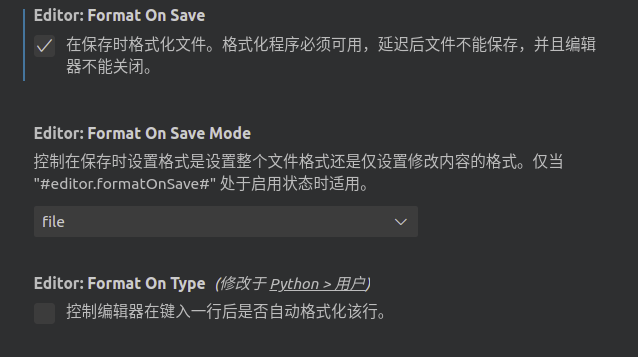 Editor: Format On Save
在保存时格式化文件。格式化程序必须可用，延迟后文件不能保存，并且编辑
器不能关闭。
Editor: Format On Save Mode
控制在保存时设置格式是设置整个文件格式还是仅设置修改内容的格式。仅当
"#editor.formatOnSave#" 处于启用状态时适用。
file
Editor: Format On Type (修改于 Python > 用户)
控制编辑器在键入一行后是否自动格式化该行。